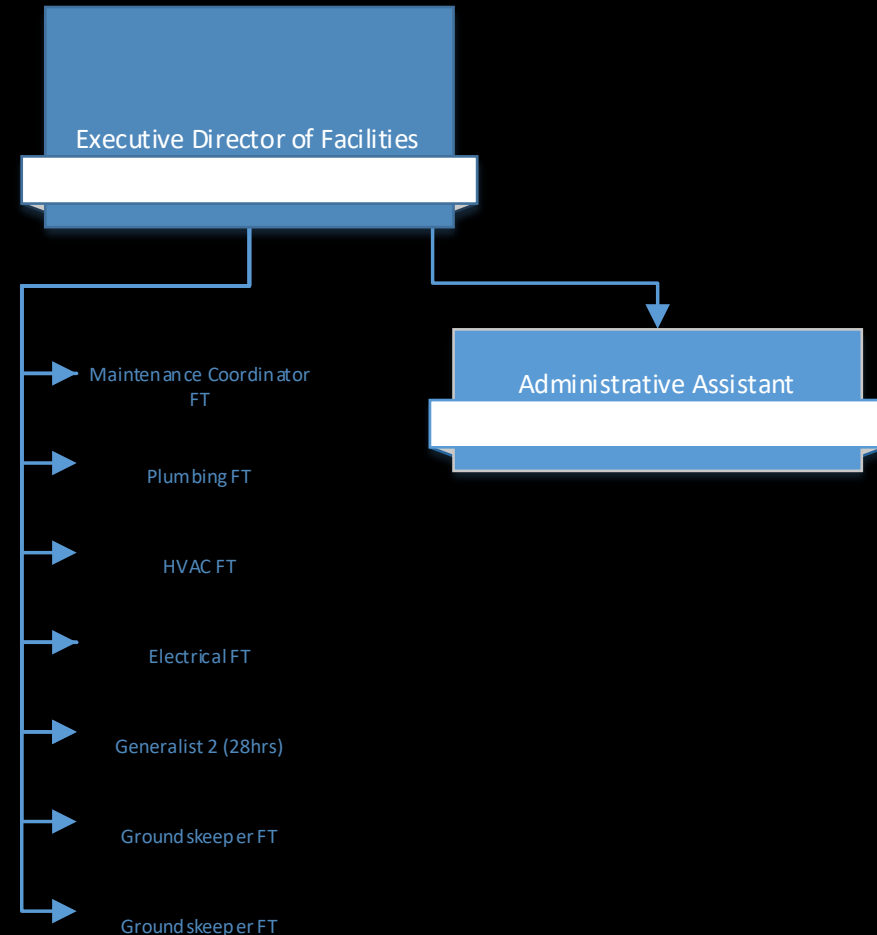 Executive Director of Facilities
Administrative Assistant
Maintenance Coordinator
FT
Plumbing FT
HVAC FT
Electrical FT
Generalist 2 (28hrs)
Groundskeeper FT
Groundskeeper FT